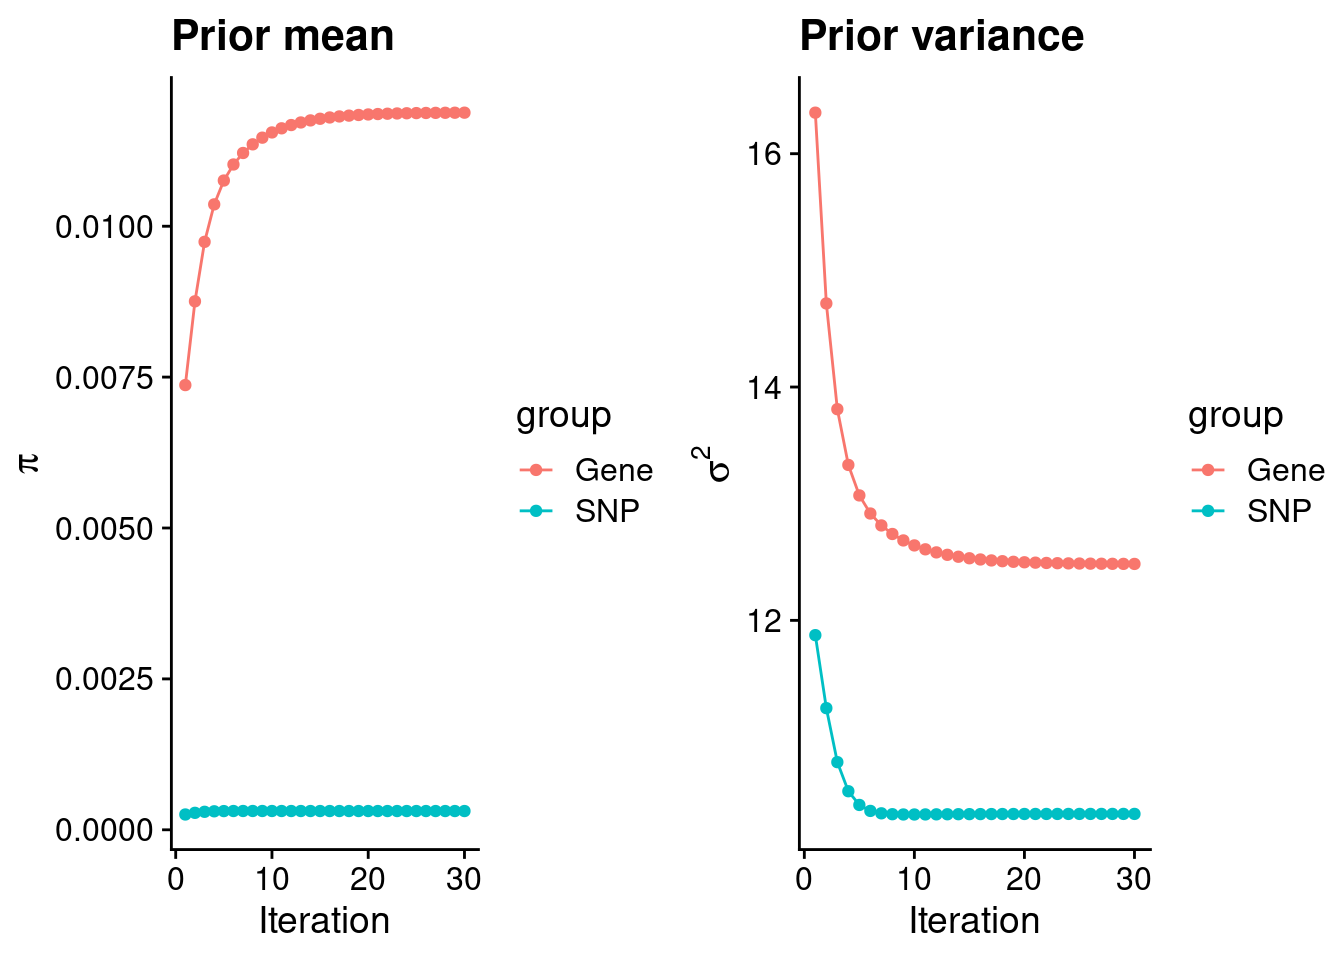 Prior mean
π
0.0100
0.0075
0.0050
0.0025
0.0000
0 10 20 30
Iteration
group
Gene
SNP
Prior variance
σ²
16
14
12
0 10 20 30
Iteration
group
Gene
SNP